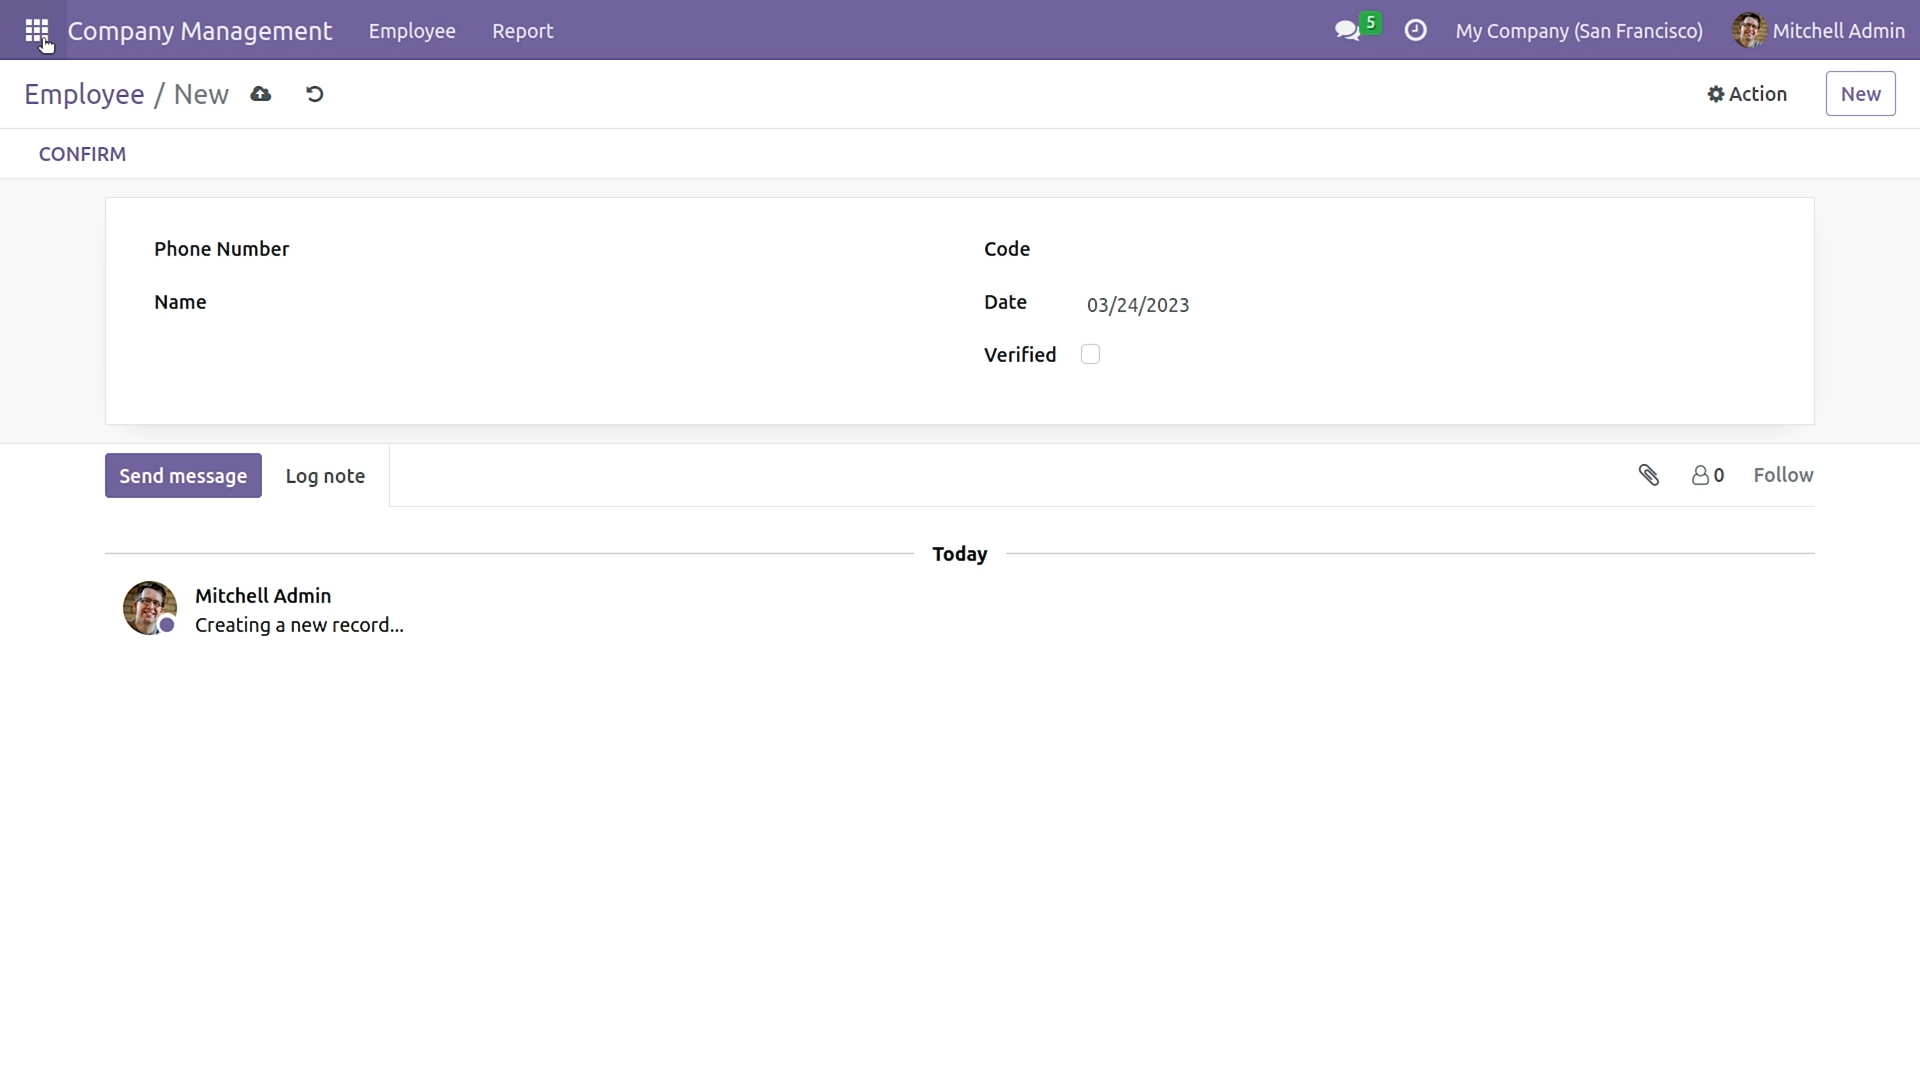 Company Management Employee Report 5 My Company (San Francisco) Mitchell Admin
Employee / New Action New
CONFIRM
Phone Number Code
Name Date 03/24/2023
Verified
Send message Log note 0 Follow
Today
Mitchell Admin
Creating a new record...